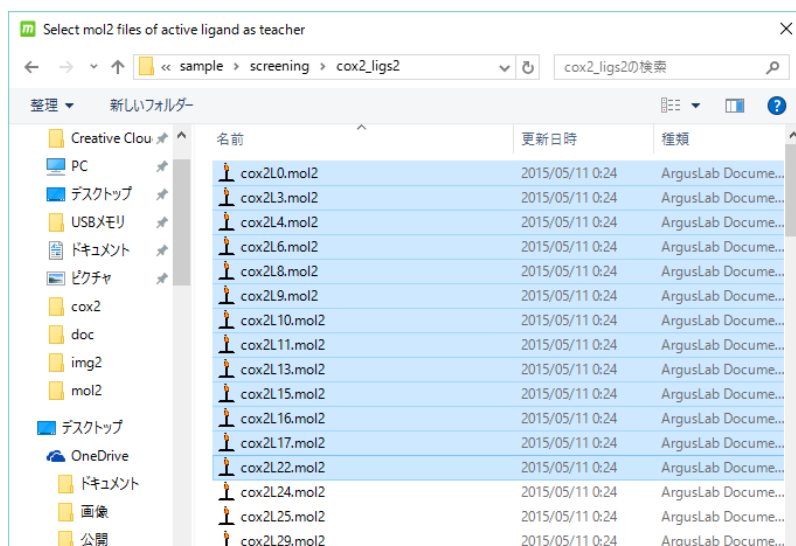 Select mol2 files of active ligand as teacher
« sample › screening › cox2_ligs2
cox2_ligs2の検索
整理 新しいフォルダー
名前 更新日時 種類
Creative Clou
PC
デスクトップ
USBメモリ
ドキュメント
ピクチャ
cox2
doc
img2
mol2
デスクトップ
OneDrive
ドキュメント
画像
公開
cox2L0.mol2 2015/05/11 0:24 ArgusLab Docume...
cox2L3.mol2 2015/05/11 0:24 ArgusLab Docume...
cox2L4.mol2 2015/05/11 0:24 ArgusLab Docume...
cox2L6.mol2 2015/05/11 0:24 ArgusLab Docume...
cox2L8.mol2 2015/05/11 0:24 ArgusLab Docume...
cox2L9.mol2 2015/05/11 0:24 ArgusLab Docume...
cox2L10.mol2 2015/05/11 0:24 ArgusLab Docume...
cox2L11.mol2 2015/05/11 0:24 ArgusLab Docume...
cox2L13.mol2 2015/05/11 0:24 ArgusLab Docume...
cox2L15.mol2 2015/05/11 0:24 ArgusLab Docume...
cox2L16.mol2 2015/05/11 0:24 ArgusLab Docume...
cox2L17.mol2 2015/05/11 0:24 ArgusLab Docume...
cox2L22.mol2 2015/05/11 0:24 ArgusLab Docume...
cox2L24.mol2 2015/05/11 0:24 ArgusLab Docume...
cox2L25.mol2 2015/05/11 0:24 ArgusLab Docume...
cox2L29.mol2 2015/05/11 0:24 ArgusLab Docume...